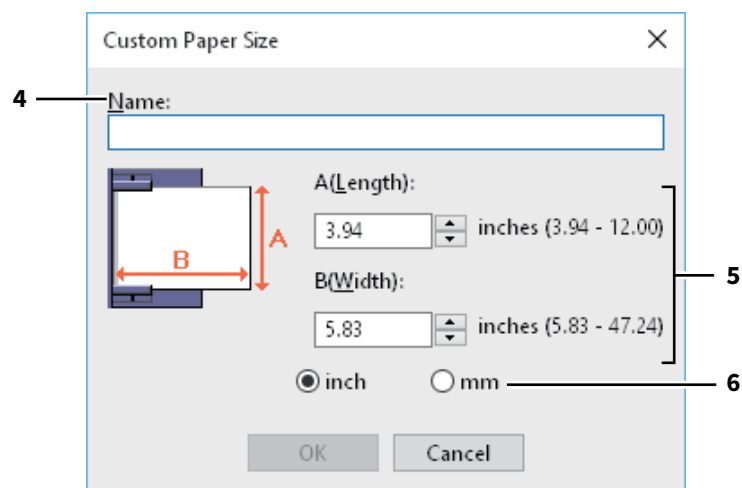 Custom Paper Size
4 Name:
A(Length):
3.94 inches (3.94 - 12.00)
A
B
5
B(Width):
5.83 inches (5.83 - 47.24)
inch mm 6
OK Cancel